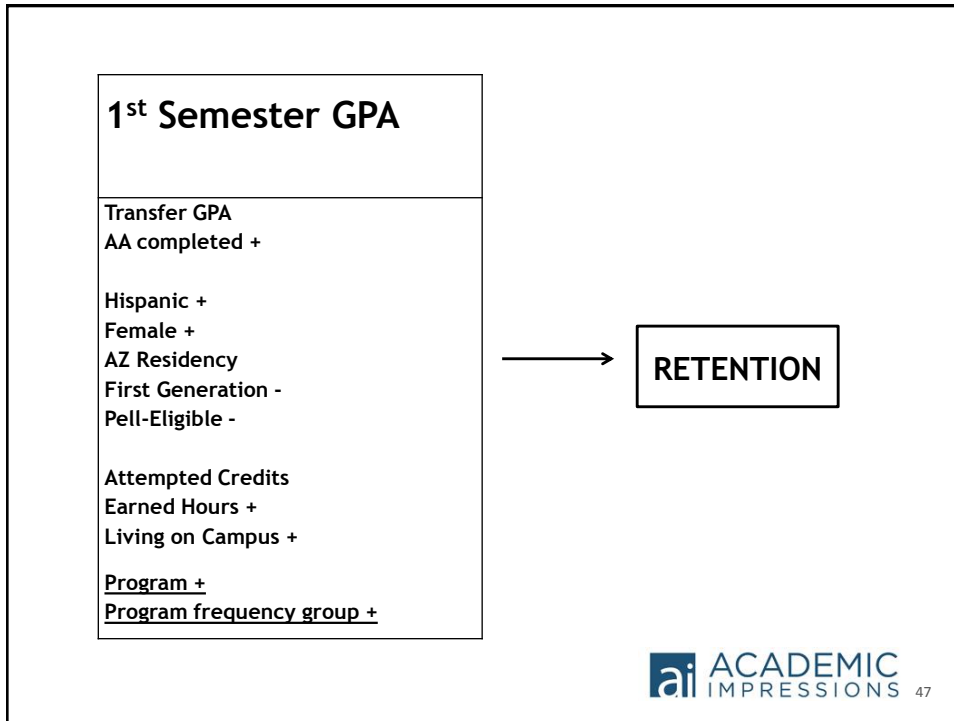 1st Semester GPA
Transfer GPA
AA completed +
Hispanic +
Female +
AZ Residency
First Generation -
Pell-Eligible -
Attempted Credits
Earned Hours +
Living on Campus +
Program +
Program frequency group +
RETENTION
ai ACADEMIC
IMPRESSIONS
47